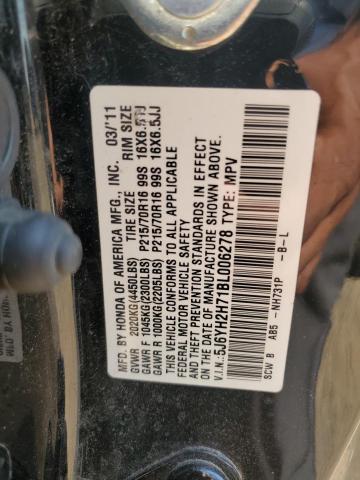 MFD. BY HONDA OF AMERICA MFG., INC. 03/'11
TIRE SIZE RIM SIZE
GVWR 2020KG(4450LBS)
GAWR F 1045KG(2300LBS) P215/70R16 99S 16X6.5JJ
GAWR R 1000KG(2205LBS) P215/70R16 99S 16X6.5JJ
THIS VEHICLE CONFORMS TO ALL APPLICABLE
FEDERAL MOTOR VEHICLE SAFETY
AND THEFT PREVENTION STANDARDS IN EFFECT
ON THE DATE OF MANUFACTURE SHOWN ABOVE.
V.I.N.:5J6YH2H71BL006278 TYPE: MPV
SCW B AB5 -NH731P -B-L